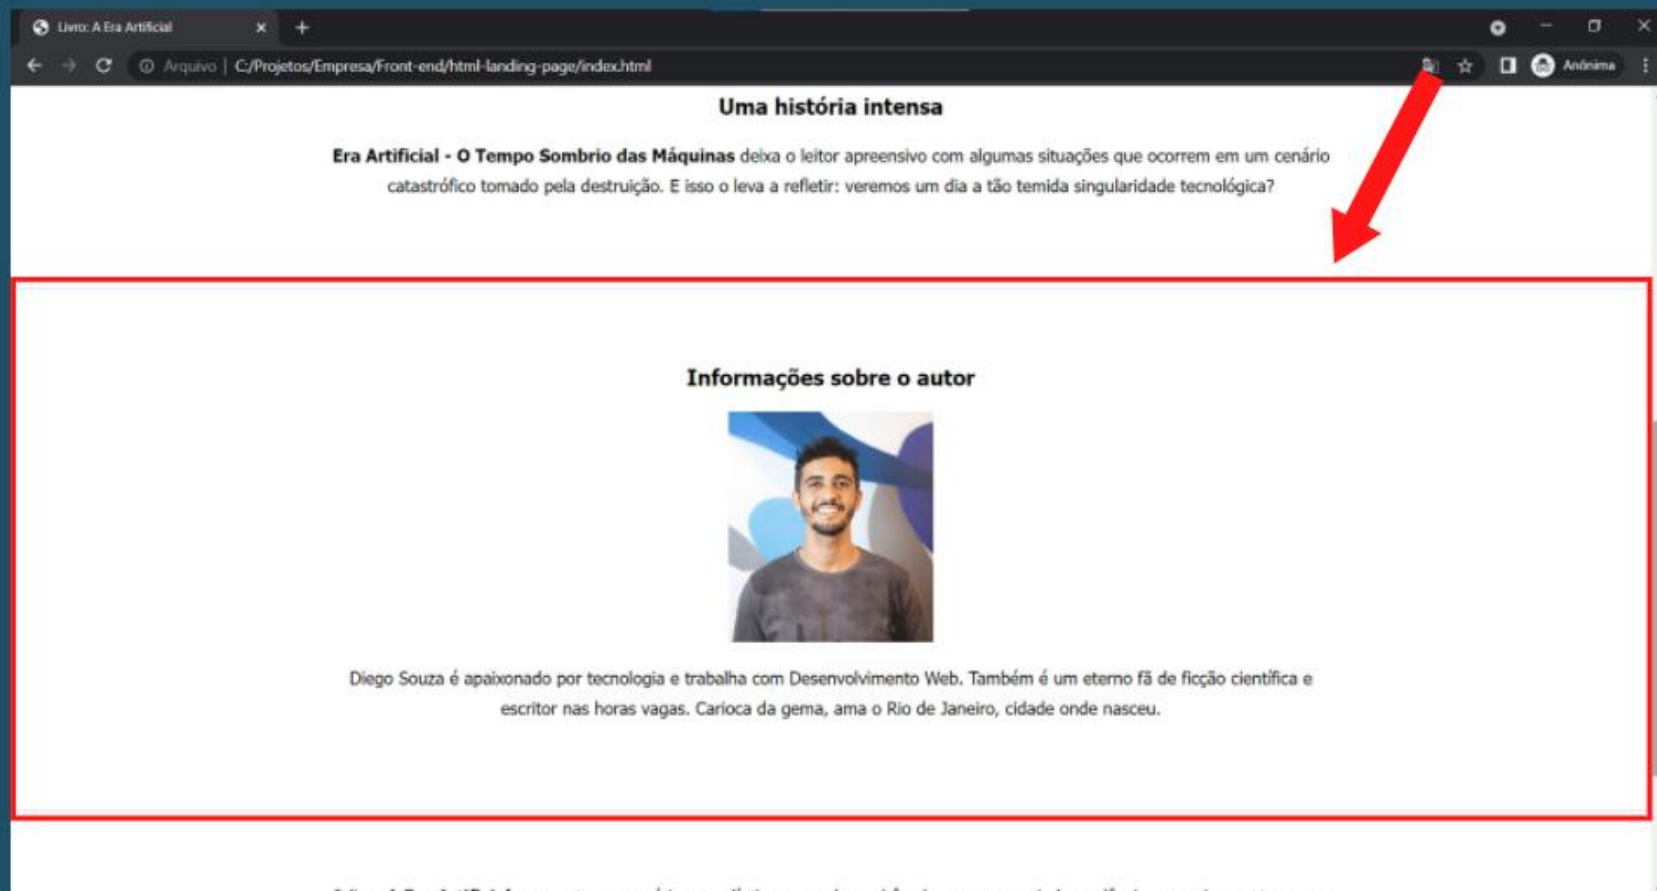 Livro: A Era Artificial
Arquivo | C:/Projetos/Empresa/Front-end/html-landing-page/index.html
Anônima
Uma história intensa
Era Artificial - O Tempo Sombrio das Máquinas deixa o leitor apreensivo com algumas situações que ocorrem em um cenário
catastrófico tomado pela destruição. E isso o leva a refletir: veremos um dia a tão temida singularidade tecnológica?
Informações sobre o autor
Diego Souza é apaixonado por tecnologia e trabalha com Desenvolvimento Web. Também é um eterno fã de ficção científica e
escritor nas horas vagas. Carioca da gema, ama o Rio de Janeiro, cidade onde nasceu.